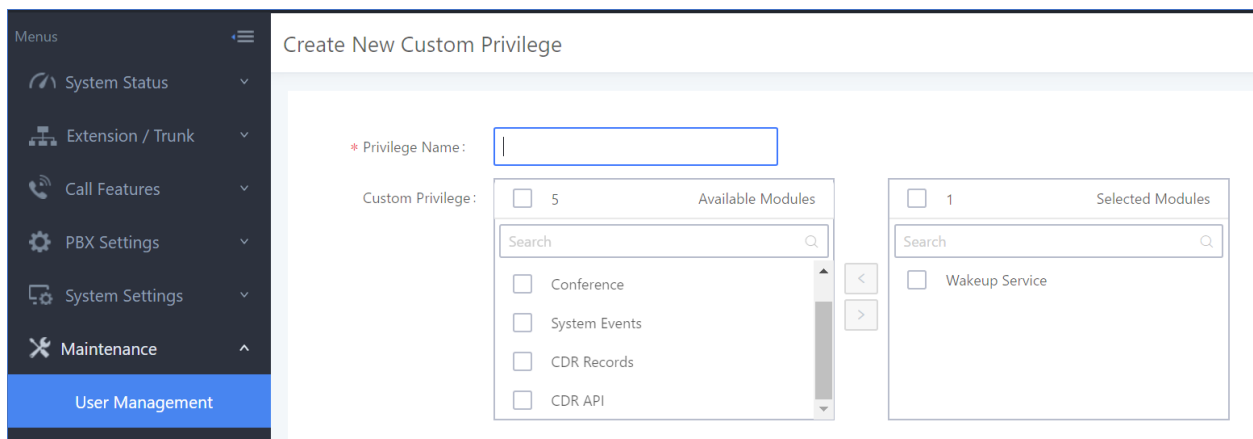 Menus
System Status
Extension / Trunk
Call Features
PBX Settings
System Settings
Maintenance
User Management
Create New Custom Privilege
* Privilege Name:
Custom Privilege:
5 Available Modules
Search
Conference
System Events
CDR Records
CDR API
<
>
1 Selected Modules
Search
Wakeup Service